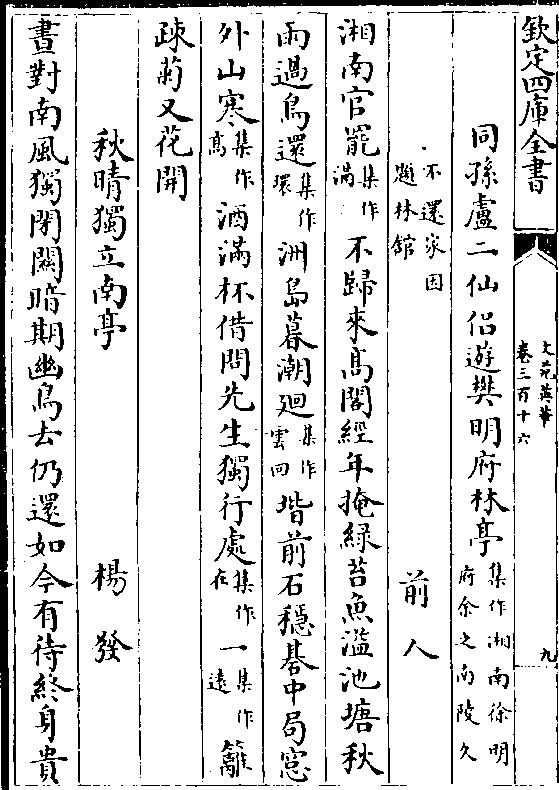 欽定四庫全書
文苑英華
卷三百十六
九
同孫盧二仙侣遊樊明府林亭集作湘南徐明府余之南陵久
不還家因題林館
前人
湘南官罷集作滿不歸來髙閣經年掩綠苔魚溢池塘秋
雨過鳥還集作環洲島暮潮廻集作雲回堦前石穩碁中局窓
外山寒集作髙酒滿杯借問先生獨行處集作在一集作遠籬
疎菊又花開
秋晴獨立南亭
楊發
晝對南風獨閉關暗期幽鳥去仍還如今有待終身貴